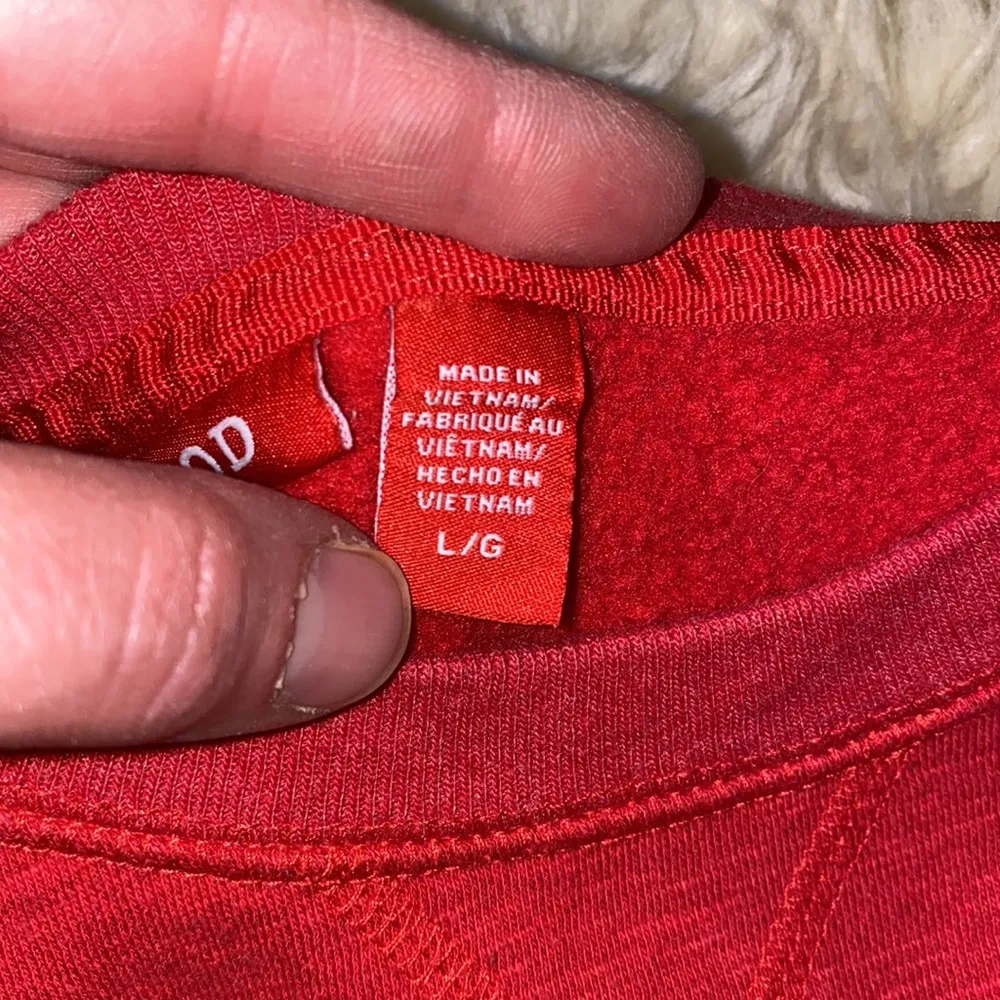 MADE IN
VIETNAM/
FABRIQUÉ AU
VIÊTNAM/
HECHO EN
VIETNAM
L/G